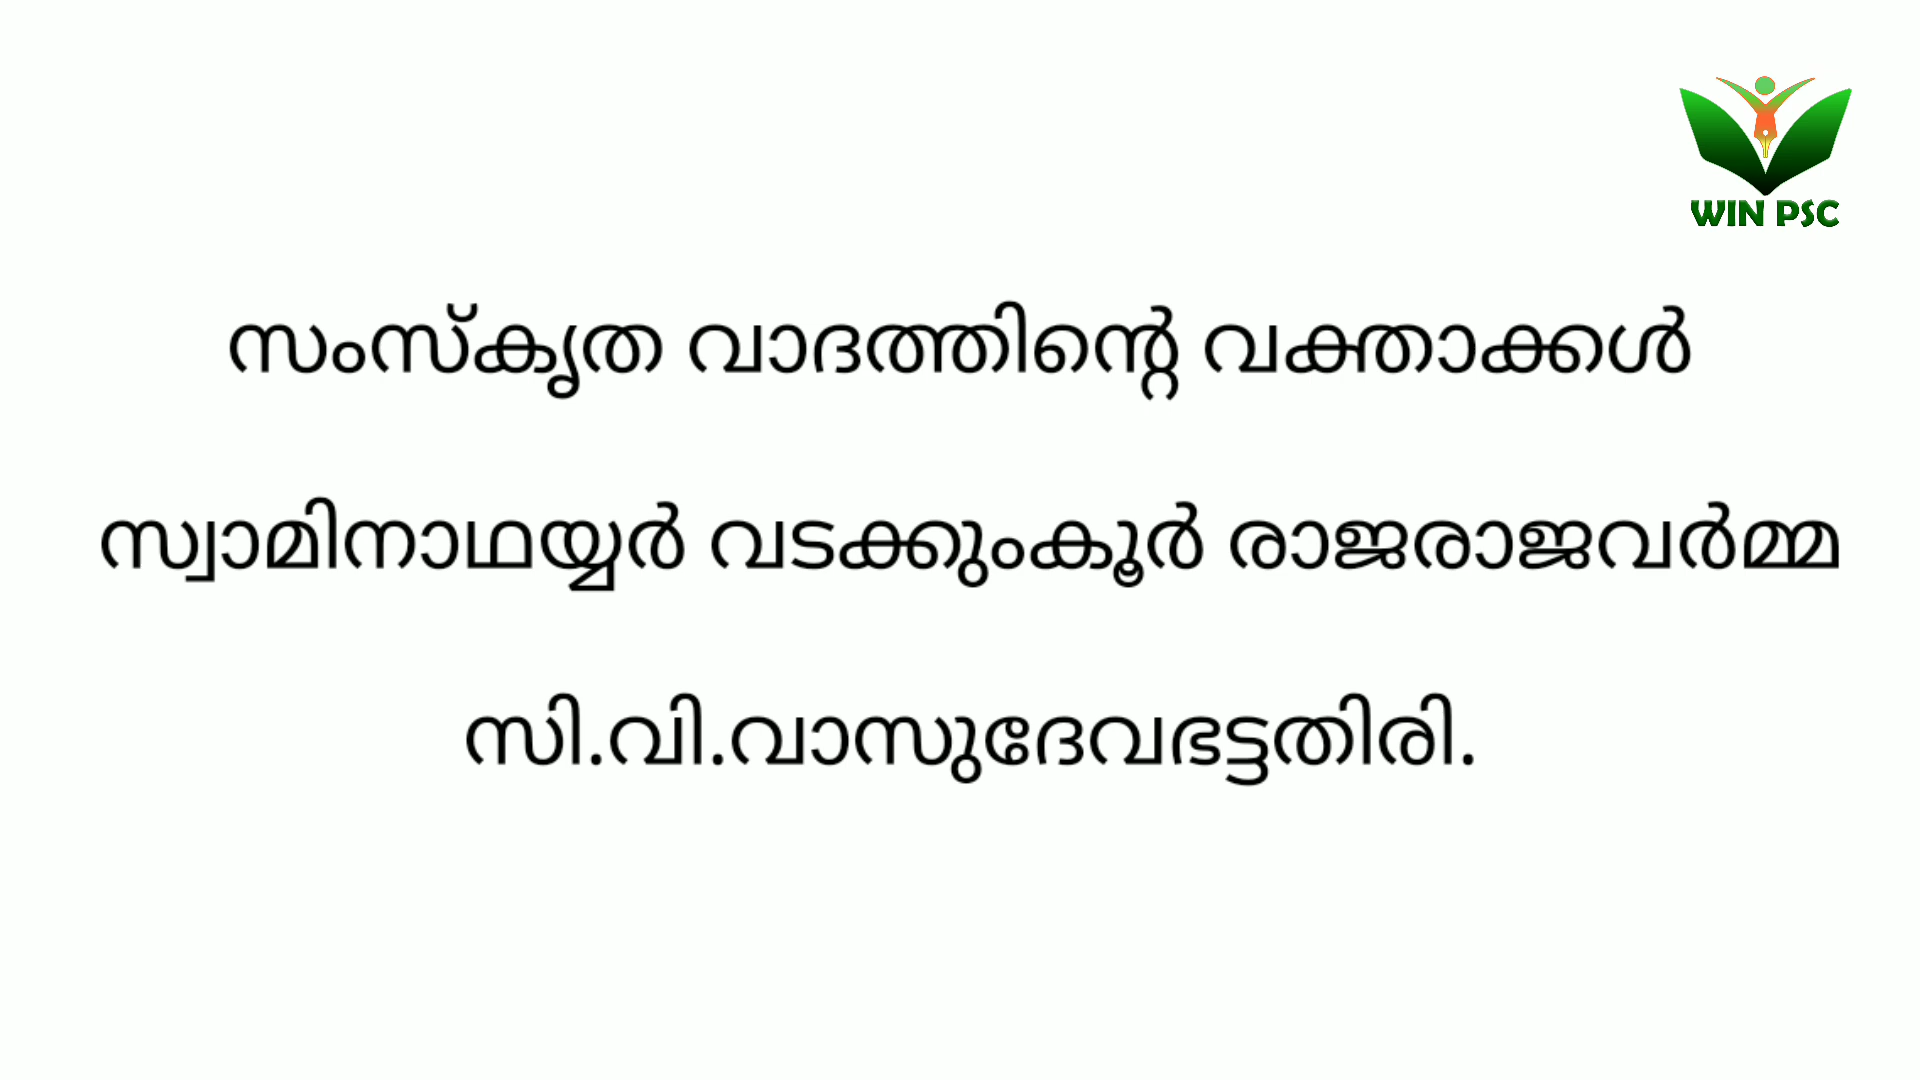 WIN PSC
സംസ്കൃത വാദത്തിന്റെ വക്താക്കൾ
സ്വാമിനാഥയ്യർ വടക്കുംകൂർ രാജരാജവർമ്മ
സി.വി.വാസുദേവഭട്ടതിരി.